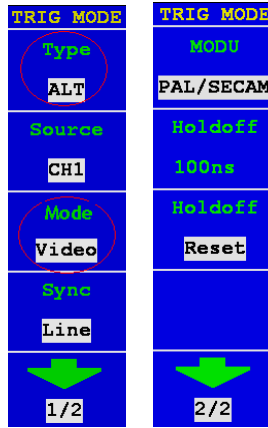 TRIG MODE
Type
ALT
Source
CH1
Mode
Video
Sync
Line
1/2
TRIG MODE
MODU
PAL/SECAM
Holdoff
100ns
Holdoff
Reset
2/2